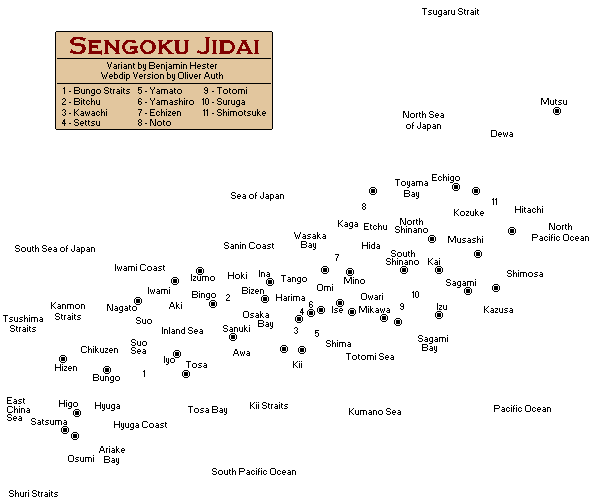 Tsugaru Strait
Sengoku Jidai
Variant by Benjamin Hester
Webdip Version by Oliver Auth
1 - Bungo Straits 5 - Yamato 9 - Totomi
2 - Bitchu 6 - Yamashiro 10 - Suruga
3 - Kawachi 7 - Echizen 11 - Shimotsuke
4 - Settsu 8 - Noto
Mutsu
North Sea
of Japan
Dewa
Toyama
Bay
Echigo
Sea of Japan
8
Kozuke
11
Hitachi
Kaga
Etchu
North
Shinano
North
Pacific Ocean
Wasaka
Bay
Hida
Musashi
South Sea of Japan
Sanin Coast
7
South
Shinano
Kai
Iwami Coast
Izumo
Hoki
Ina
Tango
Omi
Mino
Sagami
Shimosa
Iwami
Bingo
2
Bizen
Harima
Owari
10
Nagato
Aki
6
Ise
Mikawa
9
Izu
Kazusa
Kanmon
Straits
Tsushima
Straits
Suo
Inland Sea
Sanuki
Osaka
Bay
4
3
5
Shima
Sagami
Bay
Chikuzen
Suo
Sea
Iyo
Awa
Totomi Sea
Hizen
Bungo
1
Tosa
Kii
East
China
Sea
Higo
Hyuga
Tosa Bay
Kii Straits
Kumano Sea
Pacific Ocean
Satsuma
Hyuga Coast
Osumi
Ariake
Bay
South Pacific Ocean
Shuri Straits